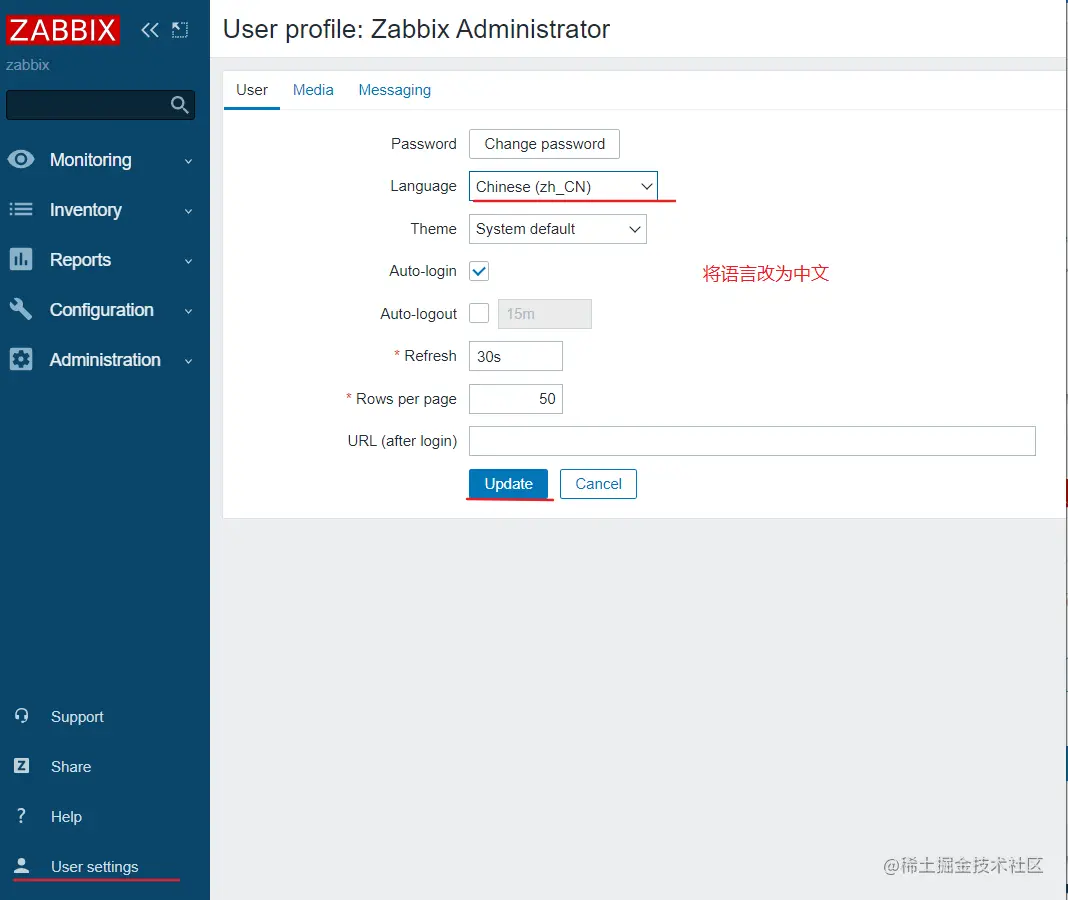 ZABBIX
zabbix
Monitoring
Inventory
Reports
Configuration
Administration
Support
Share
Help
User settings
User profile: Zabbix Administrator
User Media Messaging
Password Change password
Language Chinese (zh_CN)
Theme System default
Auto-login
将语言改为中文
Auto-logout 15m
* Refresh 30s
* Rows per page 50
URL (after login)
Update Cancel
@稀土掘金技术社区